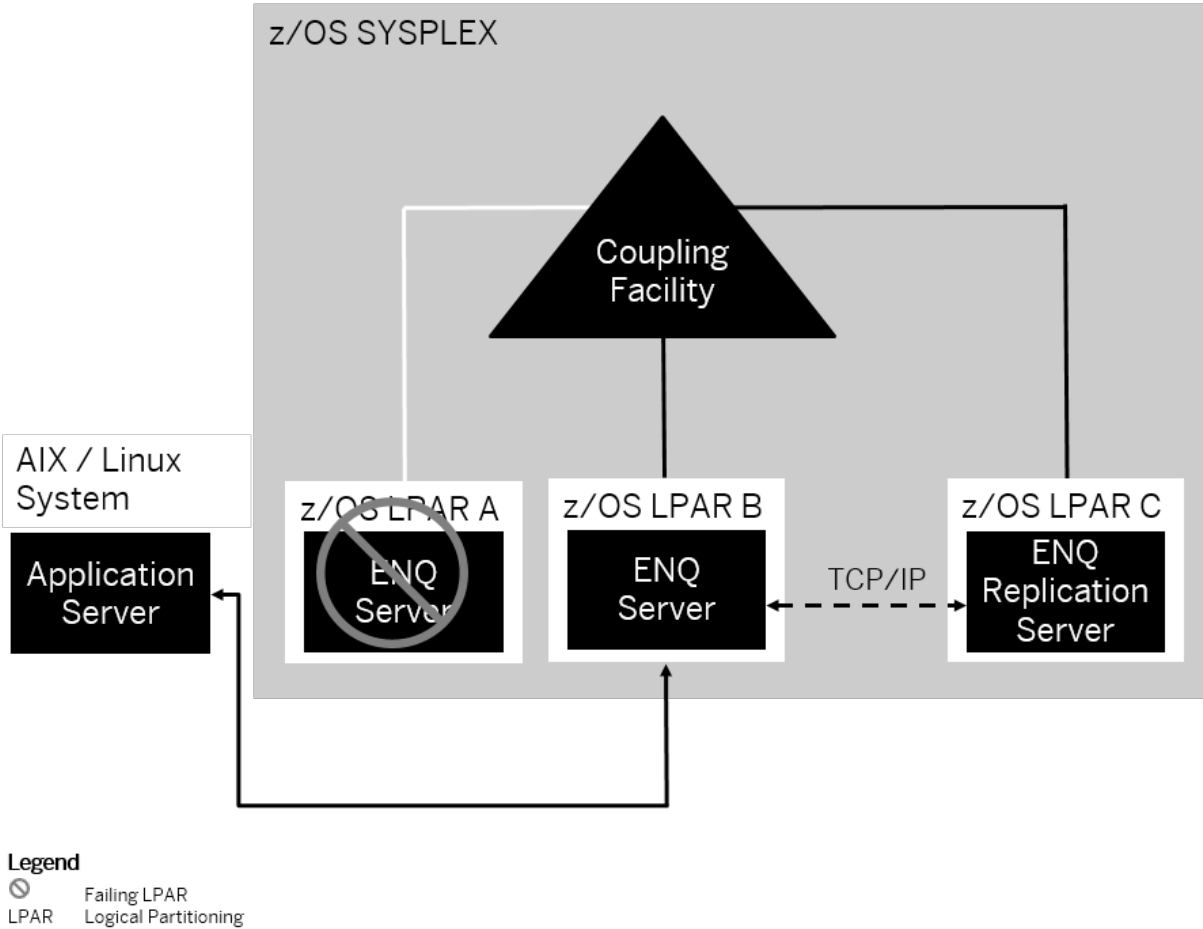 z/OS SYSPLEX
Coupling
Facility
AIX / Linux
System
Application
Server
z/OS LPAR A
ENQ
Server
z/OS LPAR B
ENQ
Server
TCP/IP
z/OS LPAR C
ENQ
Replication
Server
Legend
Failing LPAR
LPAR Logical Partitioning